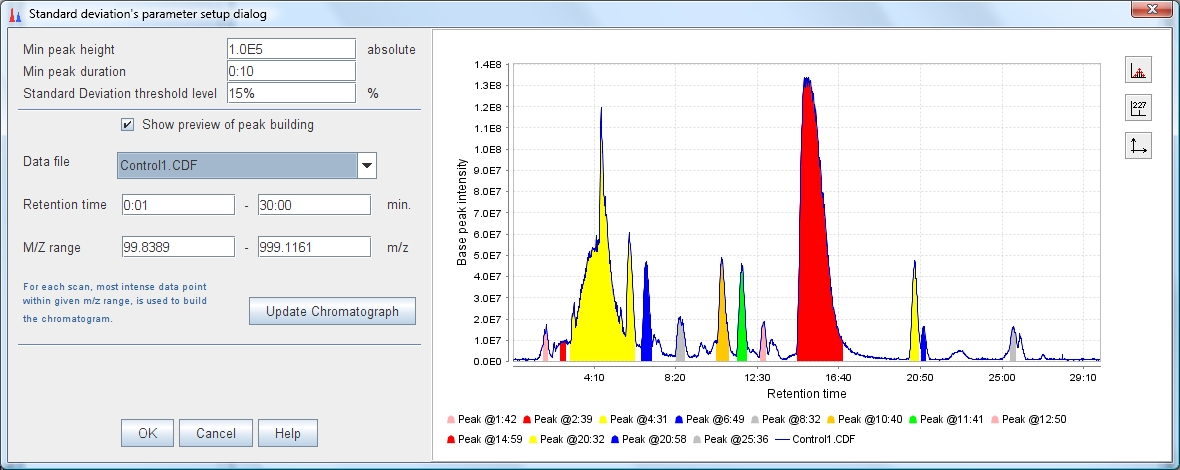 Standard deviation's parameter setup dialog
Min peak height 1.0E5 absolute
Min peak duration 0:10
Standard Deviation threshold level 15% %
Show preview of peak building
Data file Control1.CDF
Retention time 0:01 - 30:00 min.
M/Z range 99.8389 - 999.1161 m/z
For each scan, most intense data point
within given m/z range, is used to build
the chromatogram.
Update Chromatograph
OK Cancel Help
Base peak intensity
1.4E8
1.3E8
1.2E8
1.1E8
1.0E8
9.0E7
8.0E7
7.0E7
6.0E7
5.0E7
4.0E7
3.0E7
2.0E7
1.0E7
0.0E0
4:10 8:20 12:30 16:40 20:50 25:00 29:10
Retention time
Peak @1:42 Peak @2:39 Peak @4:31 Peak @6:49 Peak @8:32 Peak @10:40 Peak @11:41 Peak @12:50
Peak @14:59 Peak @20:32 Peak @20:58 Peak @25:36 Control1.CDF
227